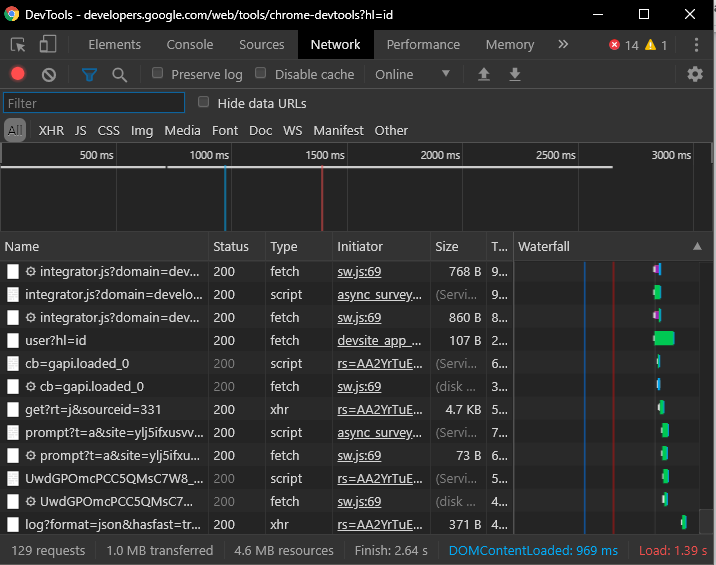 DevTools - developers.google.com/web/tools/chrome-devtools?hl=id
Elements Console Sources Network Performance Memory » 14 1
Preserve log Disable cache Online
Filter Hide data URLs
All XHR JS CSS Img Media Font Doc WS Manifest Other
500 ms 1000 ms 1500 ms 2000 ms 2500 ms 3000 ms
Name Status Type Initiator Size T... Waterfall
integrator.js?domain=dev... 200 fetch sw.js:69 768 B 9...
integrator.js?domain=develo... 200 script async_survey... (Servi... 9...
integrator.js?domain=dev... 200 fetch sw.js:69 860 B 8...
user?hl=id 200 fetch devsite_app_... 107 B 2...
cb=gapi.loaded_0 200 script rs=AA2YrTuE... (Servi... 6...
cb=gapi.loaded_0 200 fetch sw.js:69 (disk ... 3...
get?rt=j&sourceid=331 200 xhr rs=AA2YrTuE... 4.7 KB 5...
prompt?t=a&site=ylj5ifxusvv... 200 script async_survey... (Servi... 7...
prompt?t=a&site=ylj5ifxu... 200 fetch sw.js:69 73 B 6...
UwdGPOmcPCC5QMsC7W8_... 200 script rs=AA2YrTuE... (Servi... 5...
UwdGPOmcPCC5QMsC7... 200 fetch sw.js:69 (disk ... 4...
log?format=json&hasfast=tr... 200 xhr rs=AA2YrTuE... 371 B 4...
129 requests 1.0 MB transferred 4.6 MB resources Finish: 2.64 s DOMContentLoaded: 969 ms Load: 1.39 s